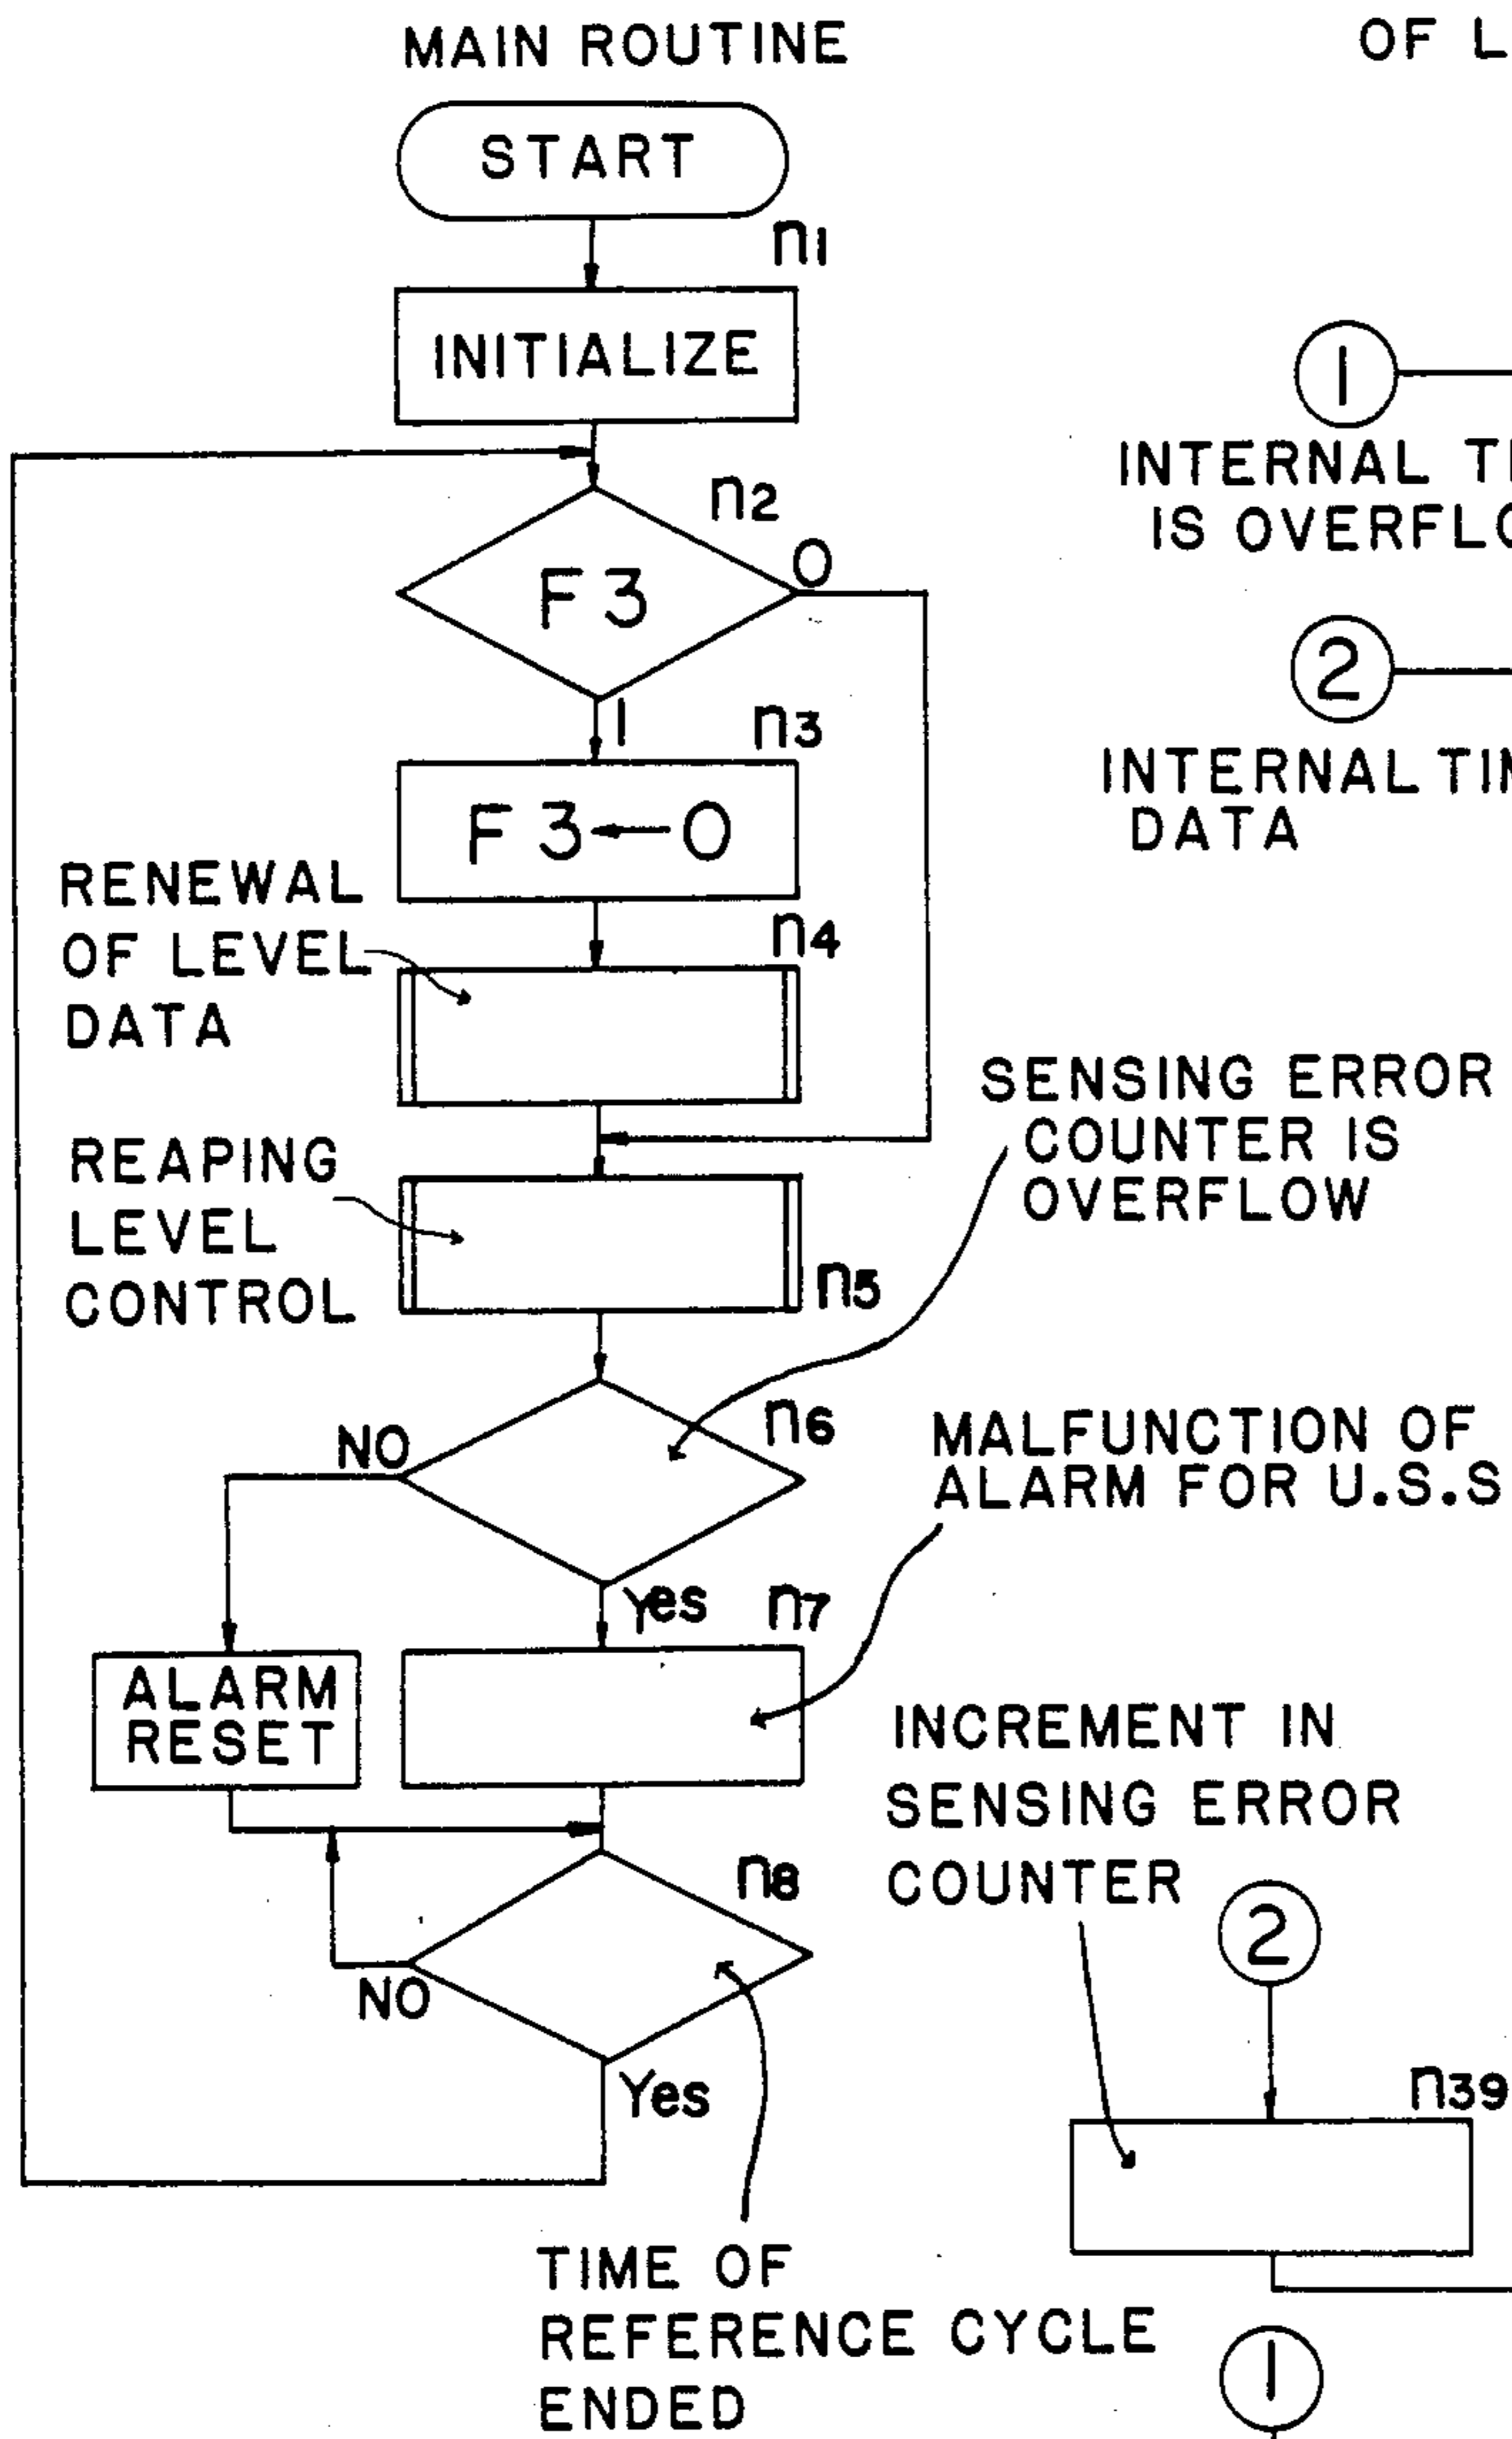 MAIN ROUTINE
OF L
START
n1
INITIALIZE
1
INTERNAL
IS
n2
F3
0
2
INTERNAL
DATA
1
n3
F3←0
RENEWAL
OF LEVEL
DATA
n4
SENSING ERROR
COUNTER IS
OVERFLOW
REAPING
LEVEL
CONTROL
n5
n6
NO
MALFUNCTION OF
ALARM FOR U.S.S
Yes
n7
ALARM
RESET
INCREMENT IN
SENSING ERROR
COUNTER
n8
2
NO
Yes
n39
TIME OF
REFERENCE CYCLE
ENDED
1